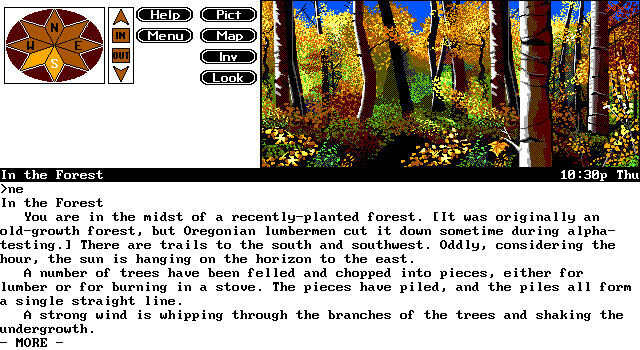 N
W E
S
IN
OUT
Help
Menu
Pict
Map
Inv
Look
In the Forest 10:30p Thu
>ne
In the Forest
You are in the midst of a recently-planted forest. [It was originally an
old-growth forest, but Oregonian lumbermen cut it down sometime during alpha-
testing.] There are trails to the south and southwest. Oddly, considering the
hour, the sun is hanging on the horizon to the east.
A number of trees have been felled and chopped into pieces, either for
lumber or for burning in a stove. The pieces have piled, and the piles all form
a single straight line.
A strong wind is whipping through the branches of the trees and shaking the
undergrowth.
- MORE -